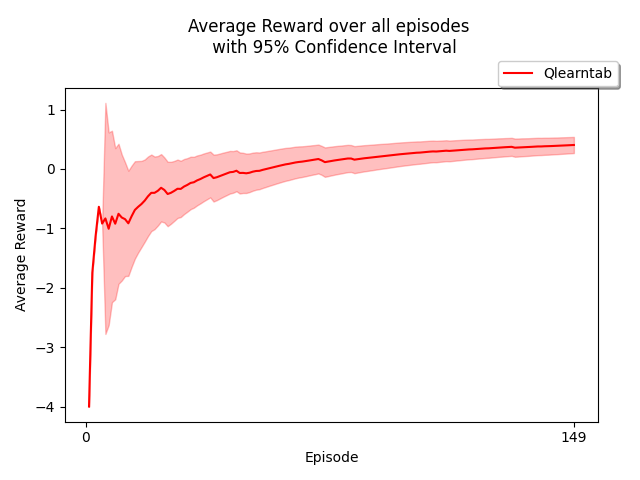 Average Reward over all episodes
with 95% Confidence Interval
Qlearntab
1
0
−1
−2
−3
−4
Average Reward
0
149
Episode